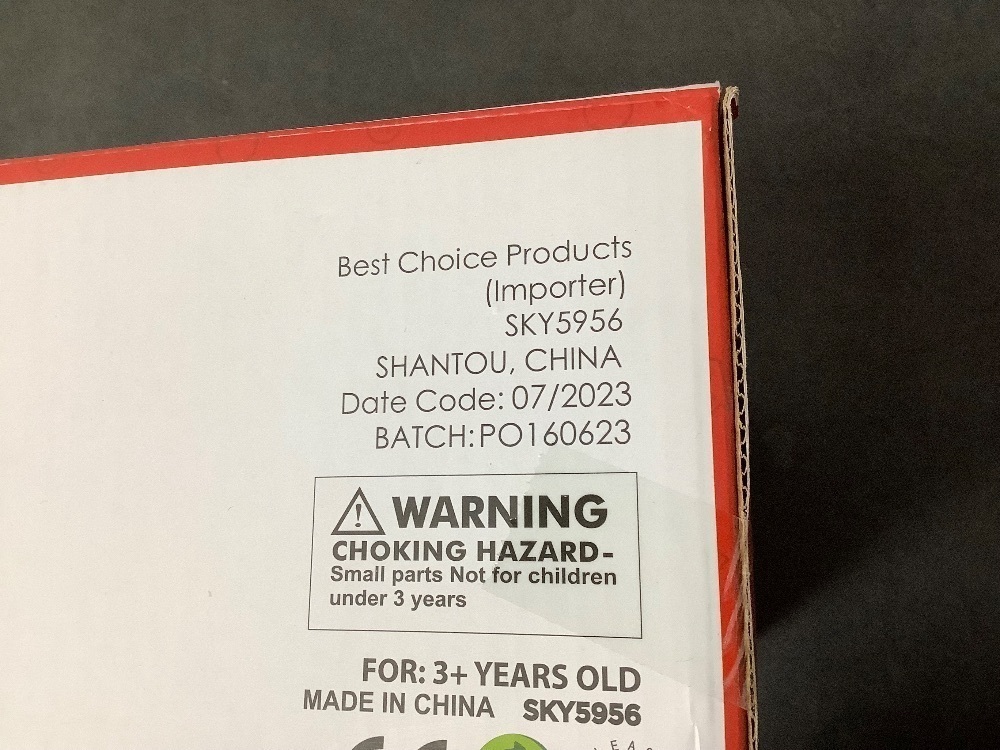 Best Choice Products
(Importer)
SKY5956
SHANTOU, CHINA
Date Code: 07/2023
BATCH:PO160623
WARNING
CHOKING HAZARD-
Small parts Not for children
under 3 years
FOR: 3+ YEARS OLD
MADE IN CHINA SKY5956